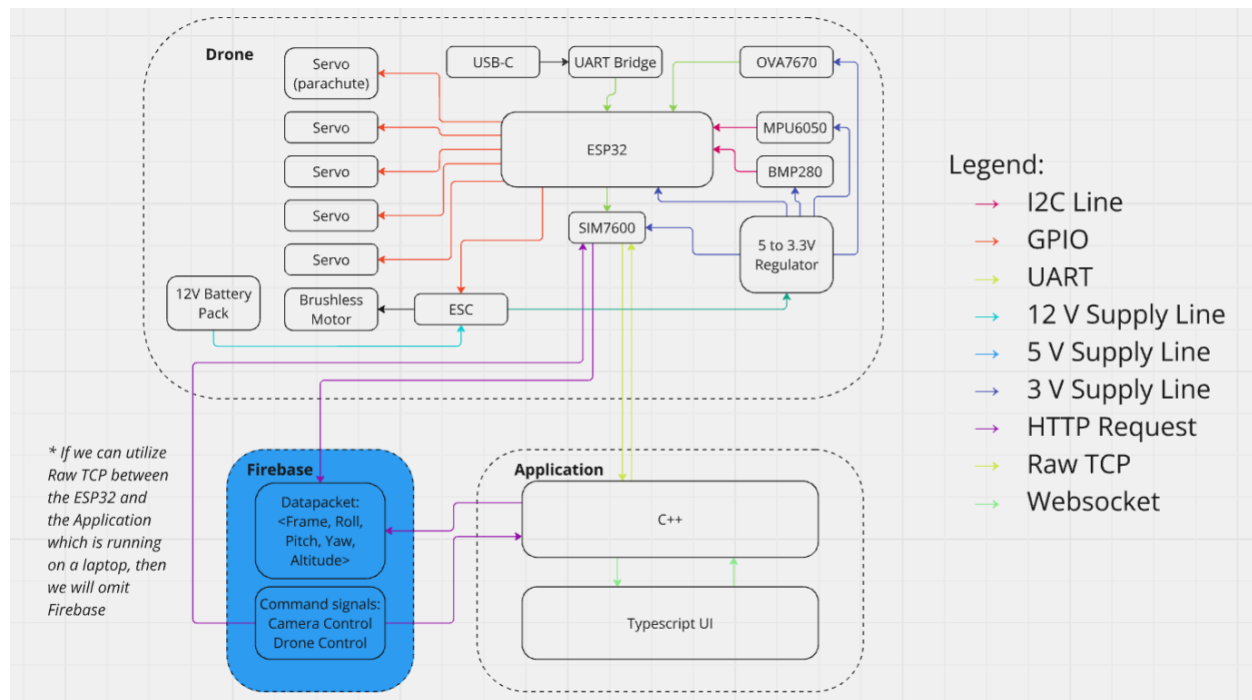 Drone
Servo
(parachute)
USB-C
UART Bridge
OVA7670
Servo
ESP32
MPU6050
Servo
BMP280
Servo
SIM7600
5 to 3.3V
Regulator
Servo
12V Battery
Pack
Brushless
Motor
ESC
Legend:
I2C Line
GPIO
UART
12 V Supply Line
5 V Supply Line
3 V Supply Line
HTTP Request
Raw TCP
Websocket
* If we can utilize
Raw TCP between
the ESP32 and
the Application
which is running
on a laptop, then
we will omit
Firebase
Firebase
Datapacket:
<Frame, Roll,
Pitch, Yaw,
Altitude>
Command signals:
Camera Control
Drone Control
Application
C++
Typescript UI